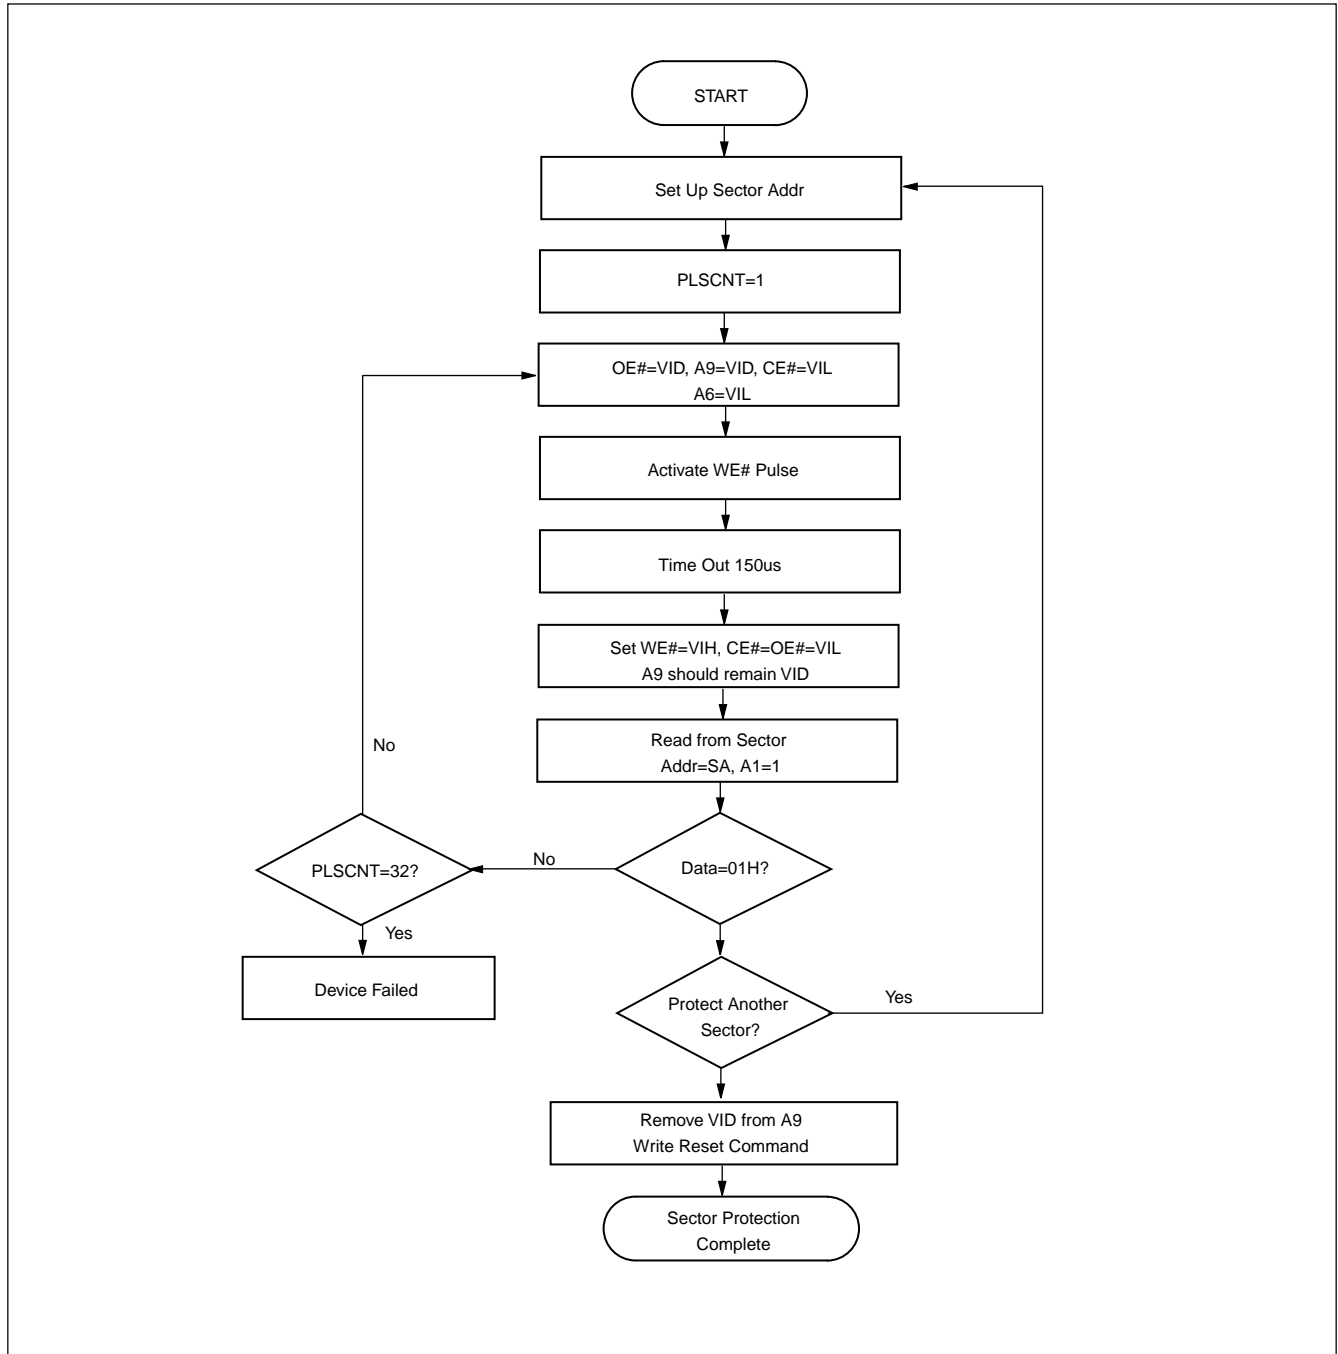 START
Set Up Sector Addr
PLSCNT=1
OE#=VID, A9=VID, CE#=VIL
A6=VIL
Activate WE# Pulse
Time Out 150us
Set WE#=VIH, CE#=OE#=VIL
A9 should remain VID
Read from Sector
Addr=SA, A1=1
No
PLSCNT=32?
No
Data=01H?
Yes
Device Failed
Protect Another
Sector?
Yes
Remove VID from A9
Write Reset Command
Sector Protection
Complete